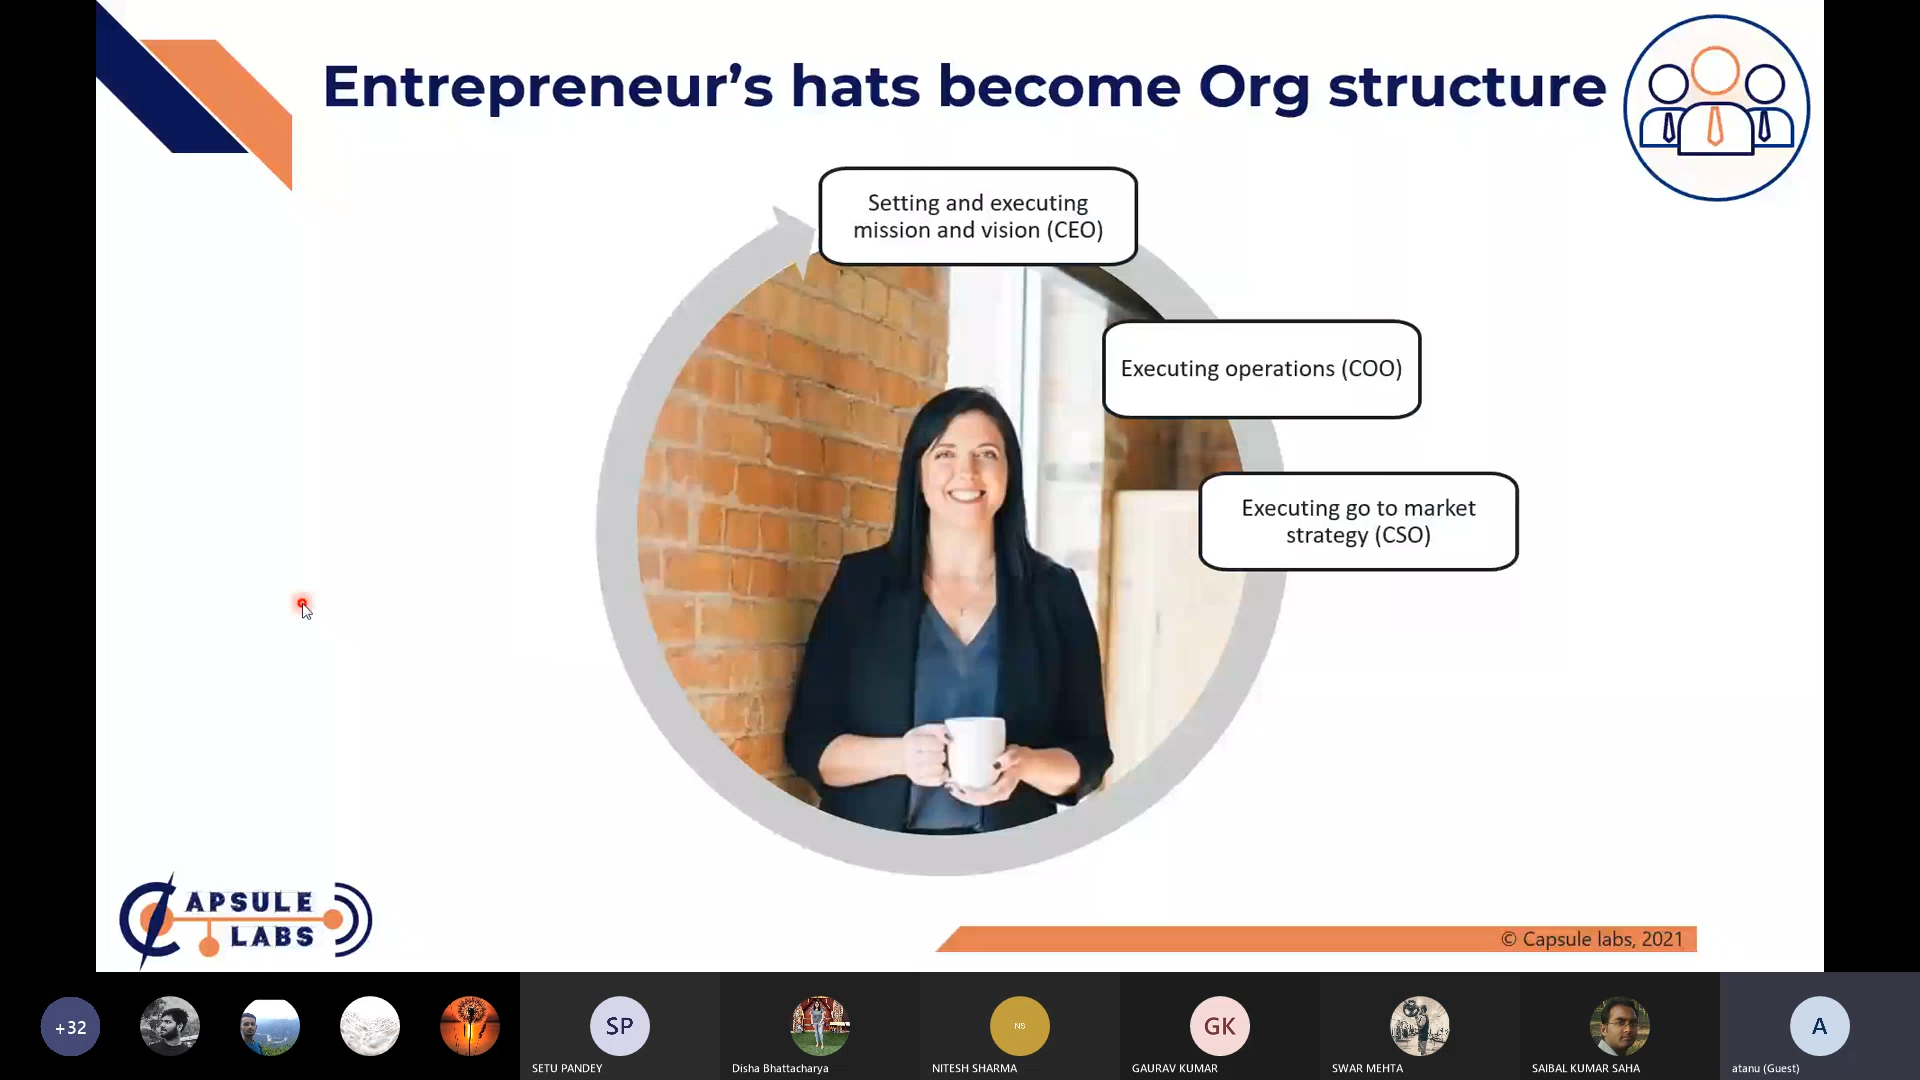 Entrepreneur’s hats become Org structure
Setting and executing
mission and vision (CEO)
Executing operations (COO)
Executing go to market
strategy (CSO)
CAPSULE
LABS
© Capsule labs, 2021
+32
SP
NS
GK
A
SETU PANDEY
Disha Bhattacharya
NITESH SHARMA
GAURAV KUMAR
SWAR MEHTA
SAIBAL KUMAR SAHA
atanu (Guest)